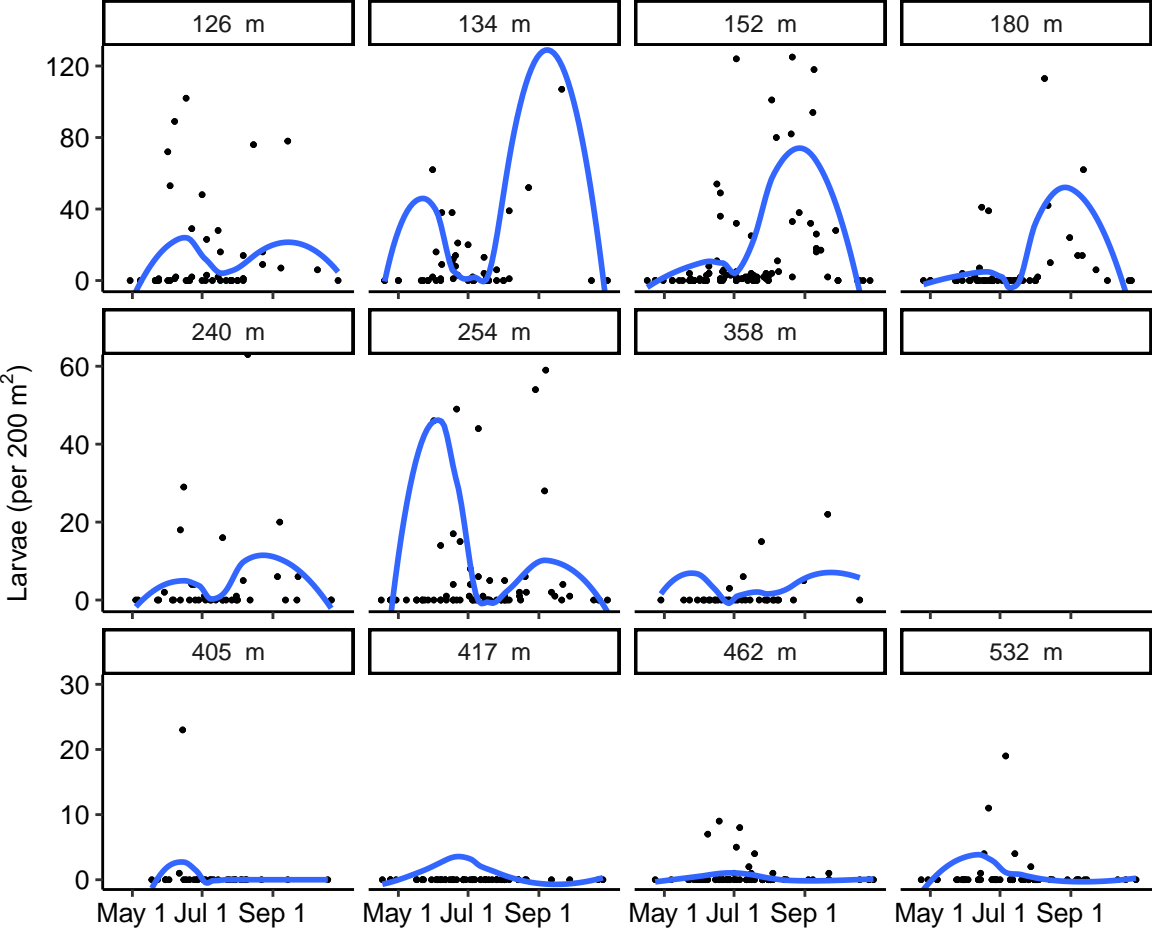 126 m
134 m
152 m
180 m
120
80
40
0
240 m
254 m
358 m
60
40
20
0
Larvae (per 200 m²)
405 m
417 m
462 m
532 m
30
20
10
0
May 1 Jul 1 Sep 1
May 1 Jul 1 Sep 1
May 1 Jul 1 Sep 1
May 1 Jul 1 Sep 1